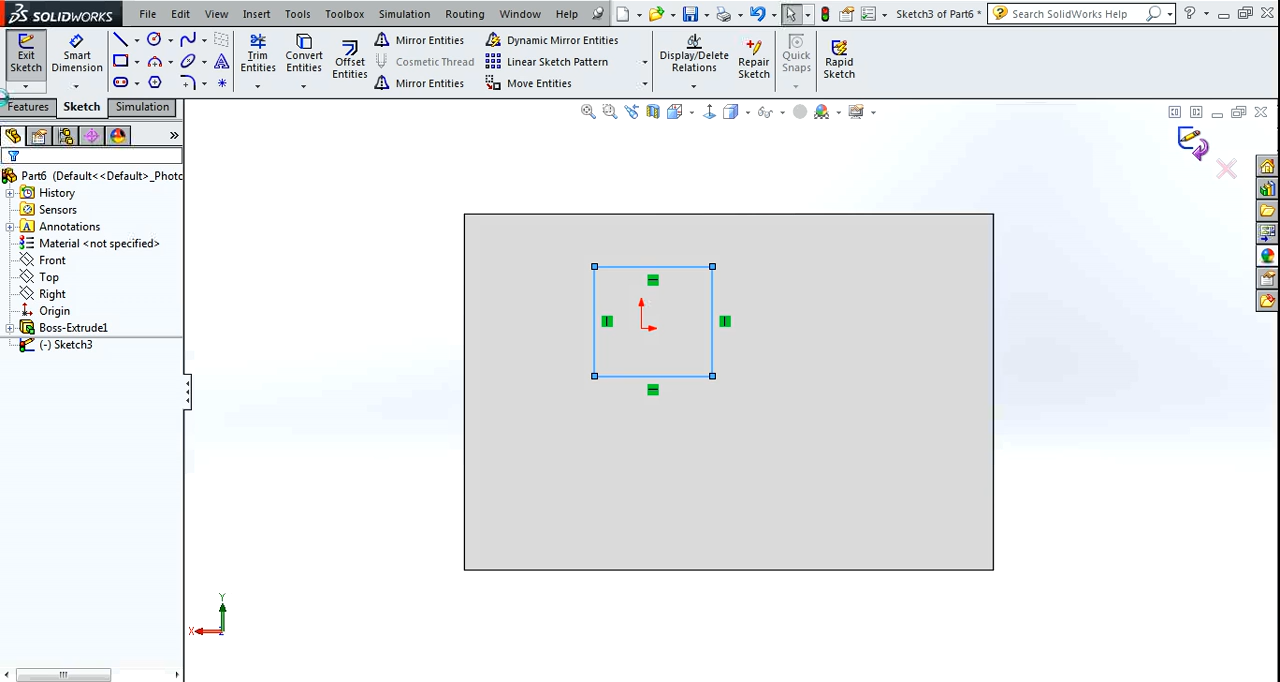 SOLIDWORKS File Edit View Insert Tools Toolbox Simulation Routing Window Help Sketch3 of Part6 * Search SolidWorks Help
Exit Sketch
Smart Dimension
Trim Entities
Convert Entities
Offset Entities
Mirror Entities
Cosmetic Thread
Mirror Entities
Dynamic Mirror Entities
Linear Sketch Pattern
Move Entities
Display/Delete Relations
Repair Sketch
Quick Snaps
Rapid Sketch
Features Sketch Simulation
Part6 (Default<<Default>_Photo
History
Sensors
Annotations
Material <not specified>
Front
Top
Right
Origin
Boss-Extrude1
(-) Sketch3
Y
X